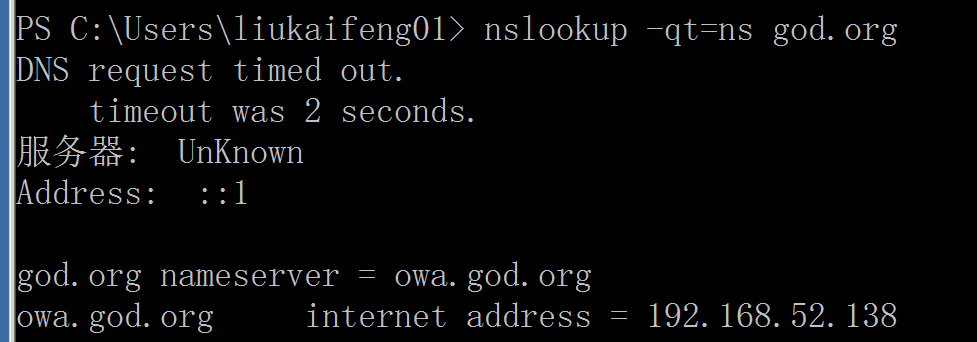 PS C:\Users\liukaifeng01> nslookup -qt=ns god.org
DNS request timed out.
    timeout was 2 seconds.
服务器:  UnKnown
Address:  ::1

god.org nameserver = owa.god.org
owa.god.org     internet address = 192.168.52.138